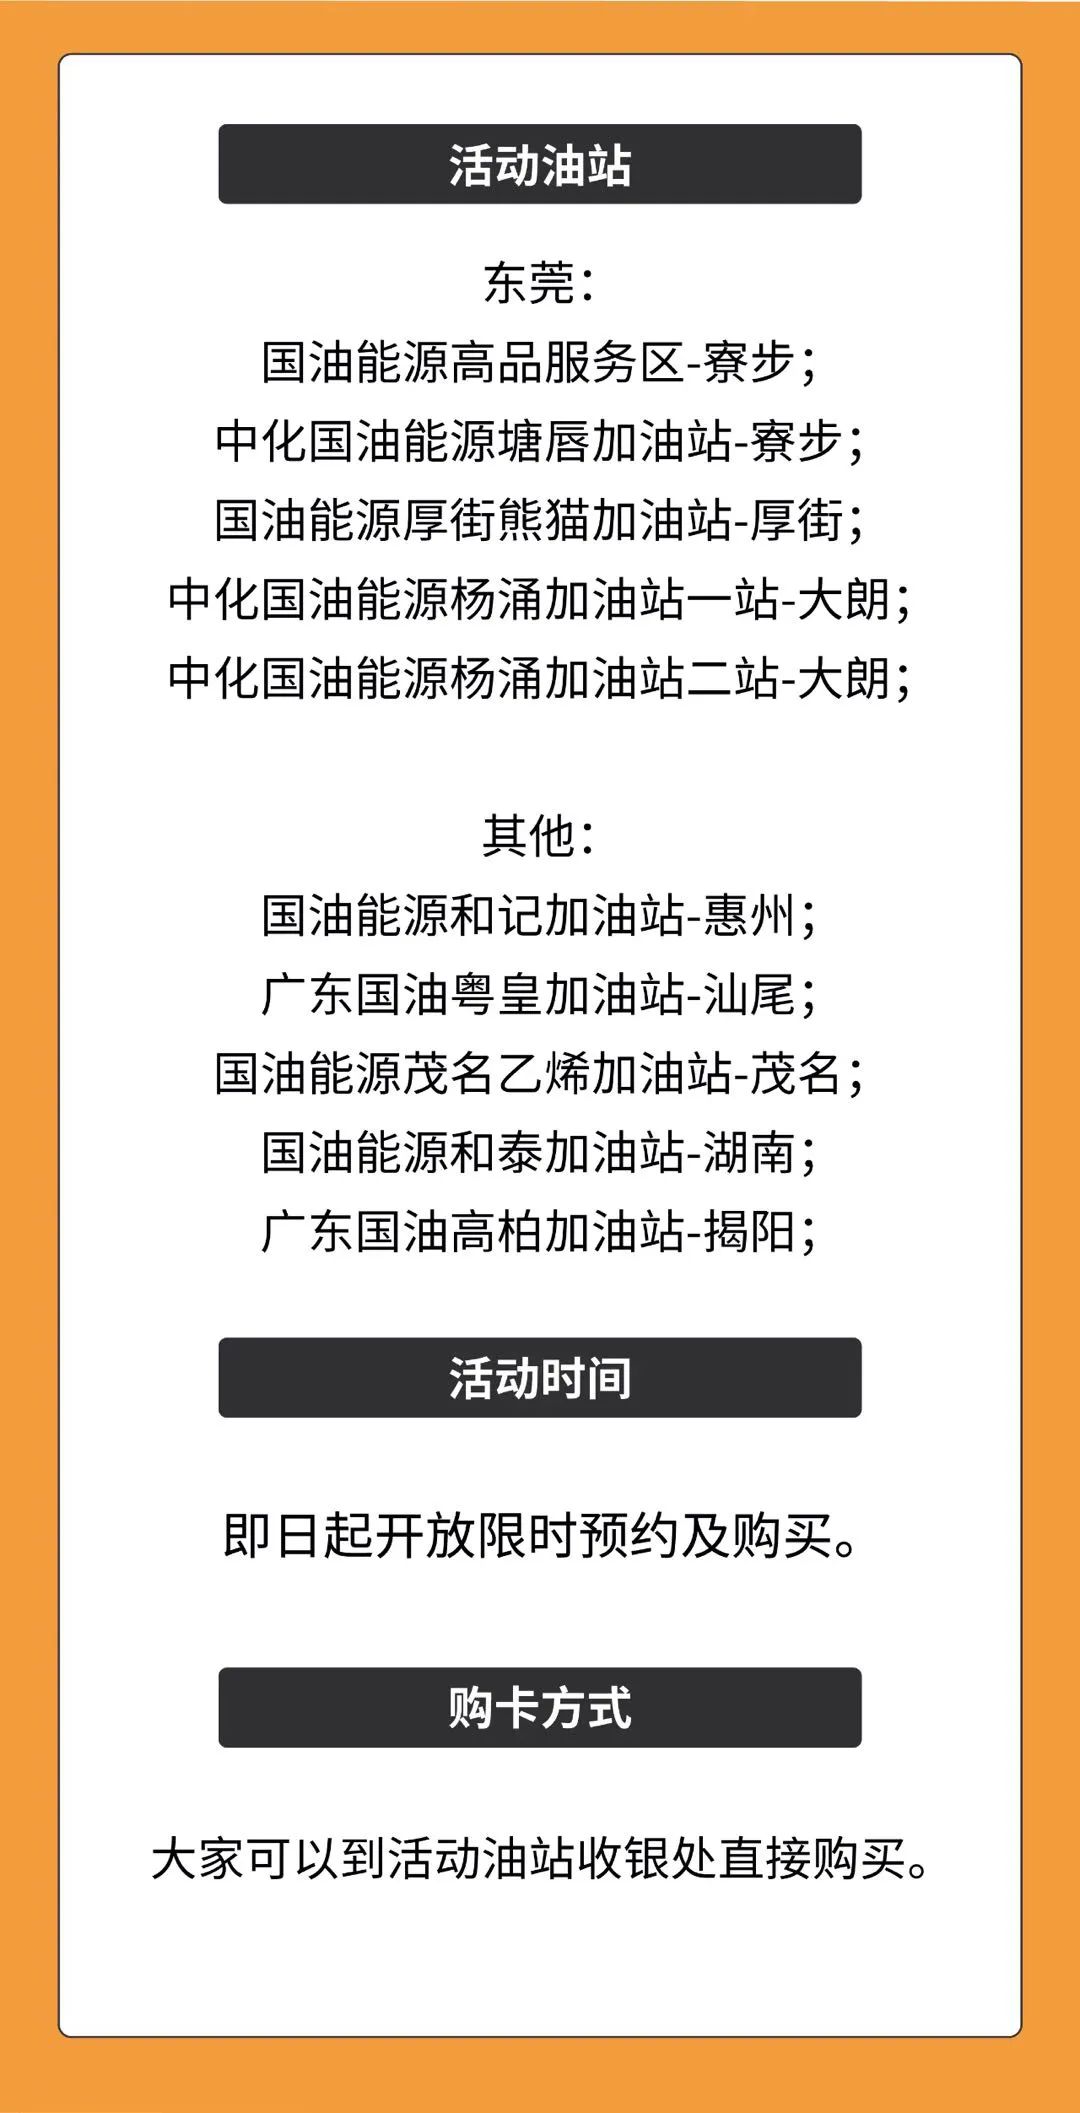 活动油站
东莞：
国油能源高品服务区-寮步；
中化国油能源塘唇加油站-寮步；
国油能源厚街熊猫加油站-厚街；
中化国油能源杨涌加油站一站-大朗；
中化国油能源杨涌加油站二站-大朗；
其他：
国油能源和记加油站-惠州；
广东国油粤皇加油站-汕尾；
国油能源茂名乙烯加油站-茂名；
国油能源和泰加油站-湖南；
广东国油高柏加油站-揭阳；
活动时间
即日起开放限时预约及购买。
购卡方式
大家可以到活动油站收银处直接购买。